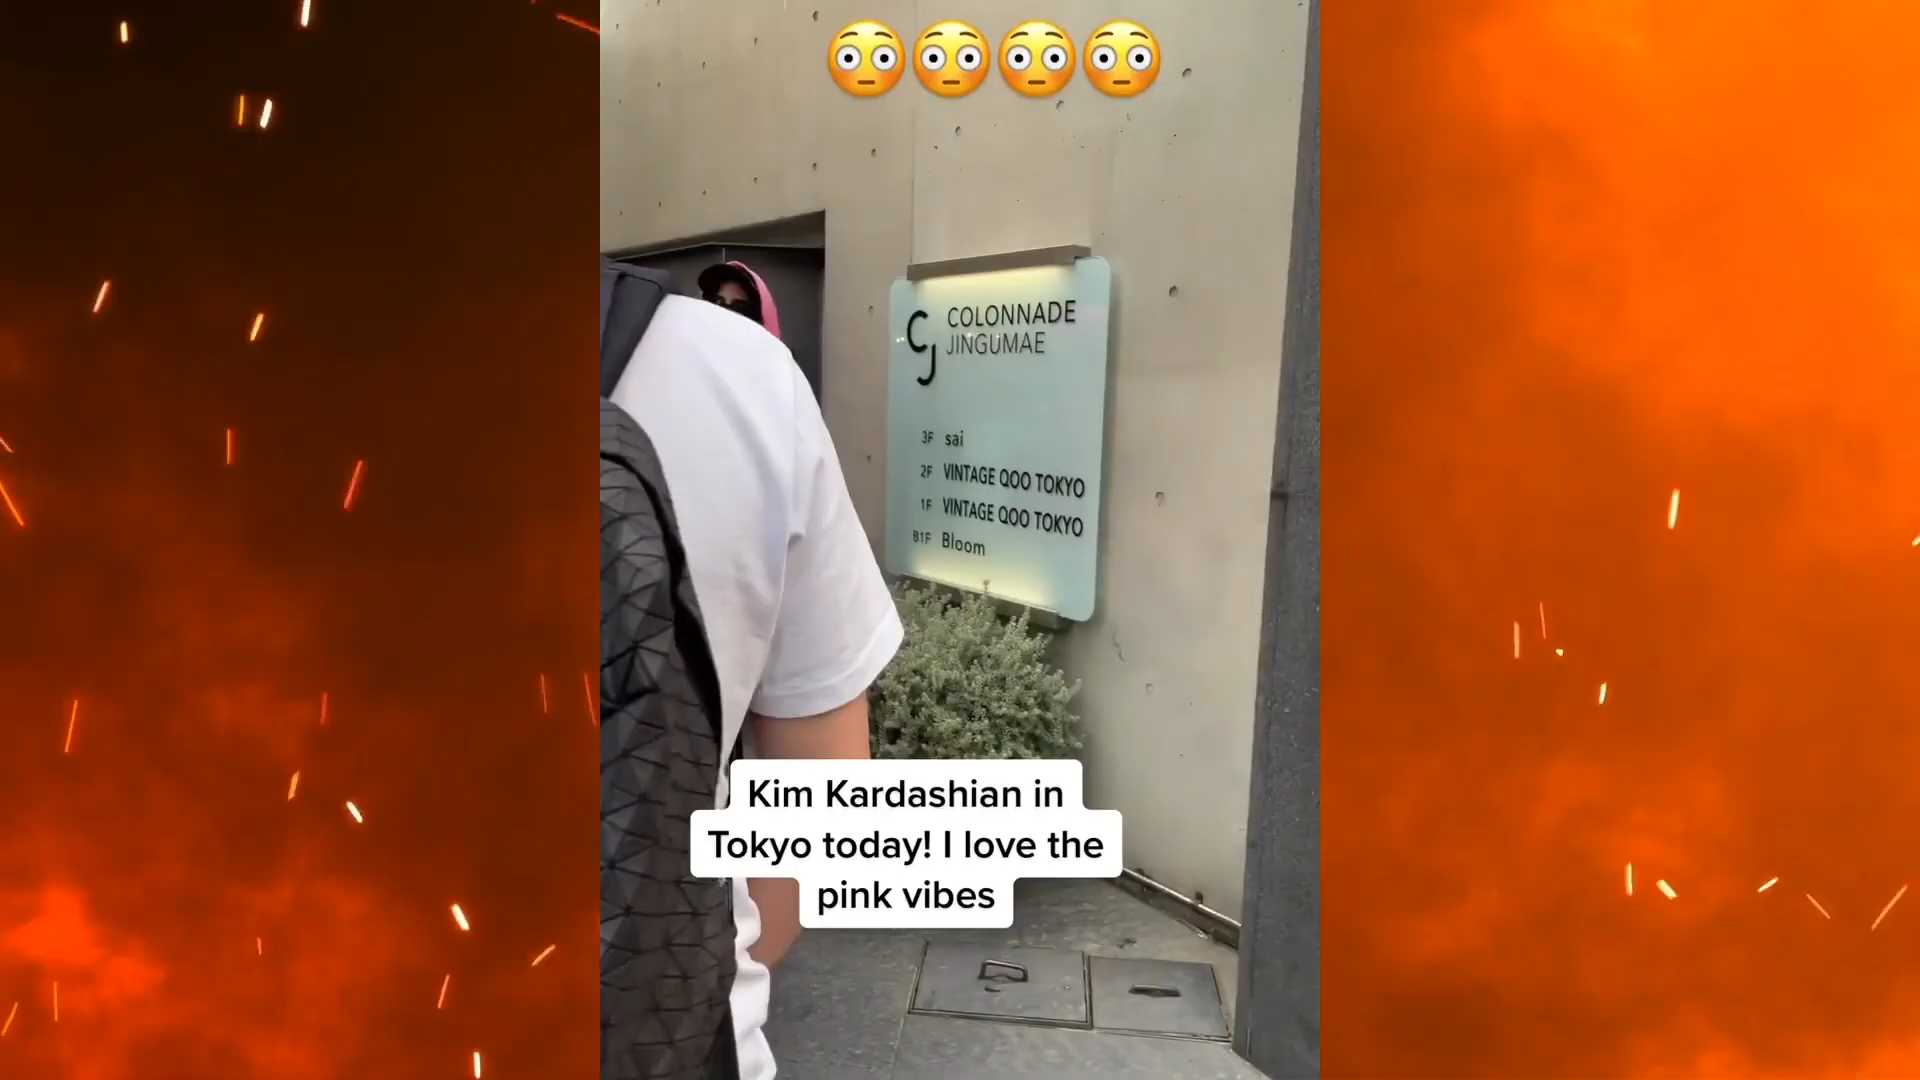 😳😳😳😳
CJ
COLONNADE
JINGUMAE
3F sai
2F VINTAGE QOO TOKYO
1F VINTAGE QOO TOKYO
B1F Bloom
Kim Kardashian in
Tokyo today! I love the
pink vibes